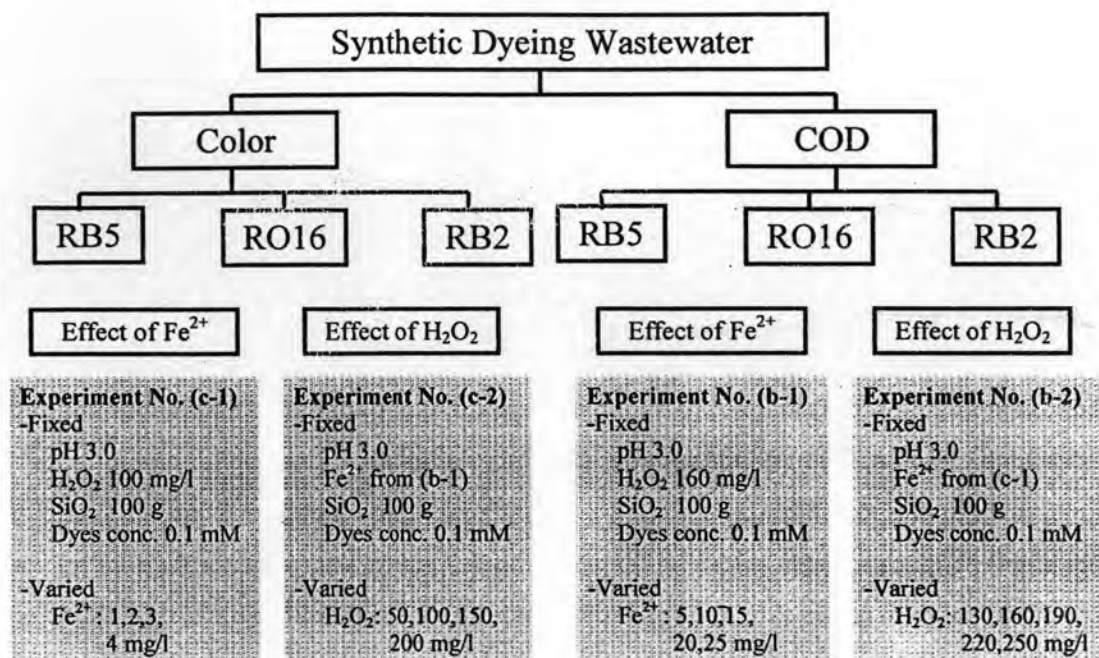 Synthetic Dyeing Wastewater
Color
COD
RB5
RO16
RB2
RB5
RO16
RB2
Effect of Fe²⁺
Effect of H₂O₂
Effect of Fe²⁺
Effect of H₂O₂
Experiment No. (c-1)
-Fixed
pH 3.0
H₂O₂ 100 mg/l
SiO₂ 100 g
Dyes conc. 0.1 mM
-Varied
Fe²⁺ : 1,2,3,
4 mg/l
Experiment No. (c-2)
-Fixed
pH 3.0
Fe²⁺ from (b-1)
SiO₂ 100 g
Dyes conc. 0.1 mM
-Varied
H₂O₂: 50,100,150,
200 mg/l
Experiment No. (b-1)
-Fixed
pH 3.0
H₂O₂ 160 mg/l
SiO₂ 100 g
Dyes conc. 0.1 mM
-Varied
Fe²⁺ : 5,10,15,
20,25 mg/l
Experiment No. (b-2)
-Fixed
pH 3.0
Fe²⁺ from (c-1)
SiO₂ 100 g
Dyes conc. 0.1 mM
-Varied
H₂O₂: 130,160,190,
220,250 mg/l